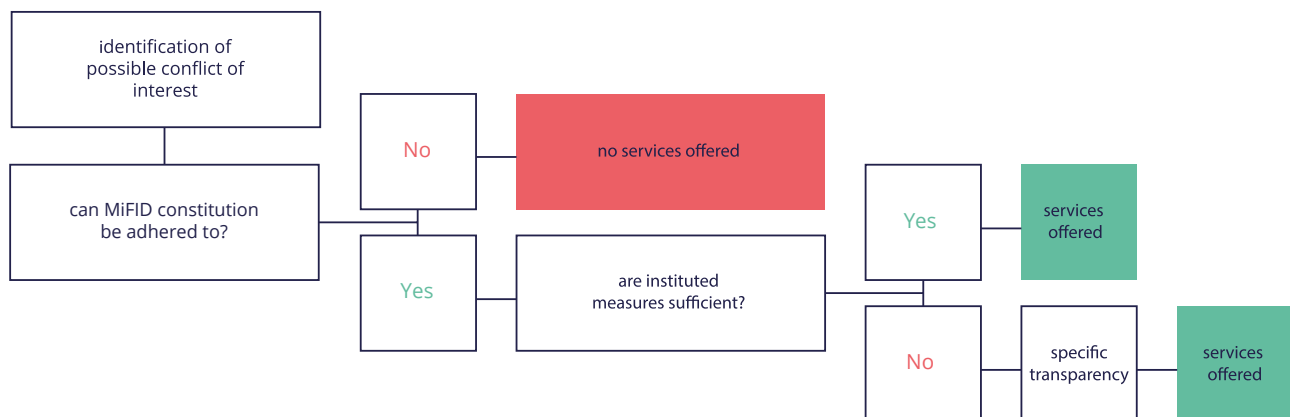 identification of
possible conflict of
interest
can MiFID constitution
be adhered to?
No
no services offered
Yes
are instituted
measures sufficient?
Yes
services
offered
No
specific
transparency
services
offered